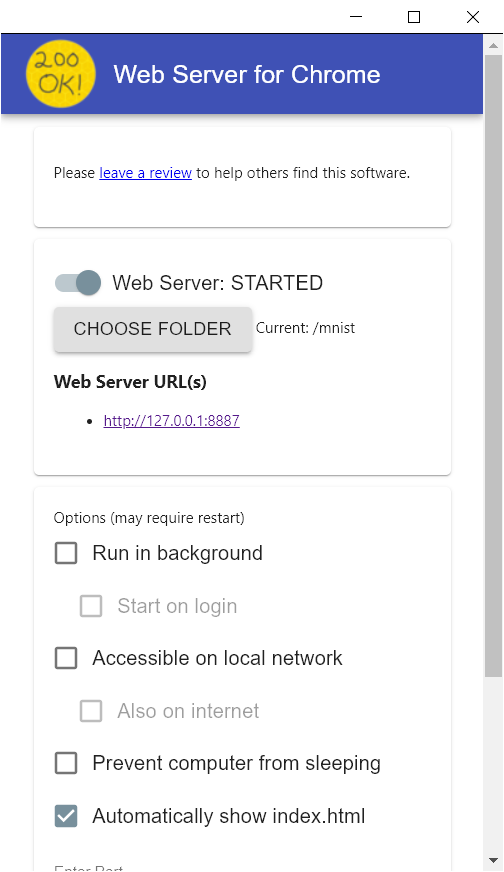 200 OK!
Web Server for Chrome
Please leave a review to help others find this software.
Web Server: STARTED
CHOOSE FOLDER Current: /mnist
Web Server URL(s)
http://127.0.0.1:8887
Options (may require restart)
Run in background
Start on login
Accessible on local network
Also on internet
Prevent computer from sleeping
Automatically show index.html
Enter Port